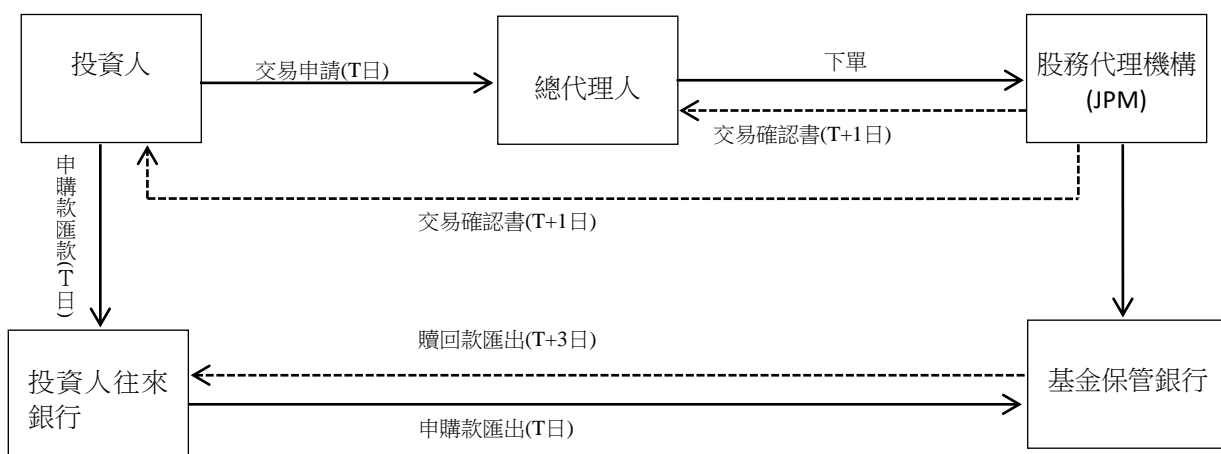 投資人
交易申請(T日)
總代理人
下單
股務代理機構
(JPM)
交易確認書(T+1日)
交易確認書(T+1日)
申購款匯款(T日)
贖回款匯出(T+3日)
投資人往來
銀行
基金保管銀行
申購款匯出(T日)